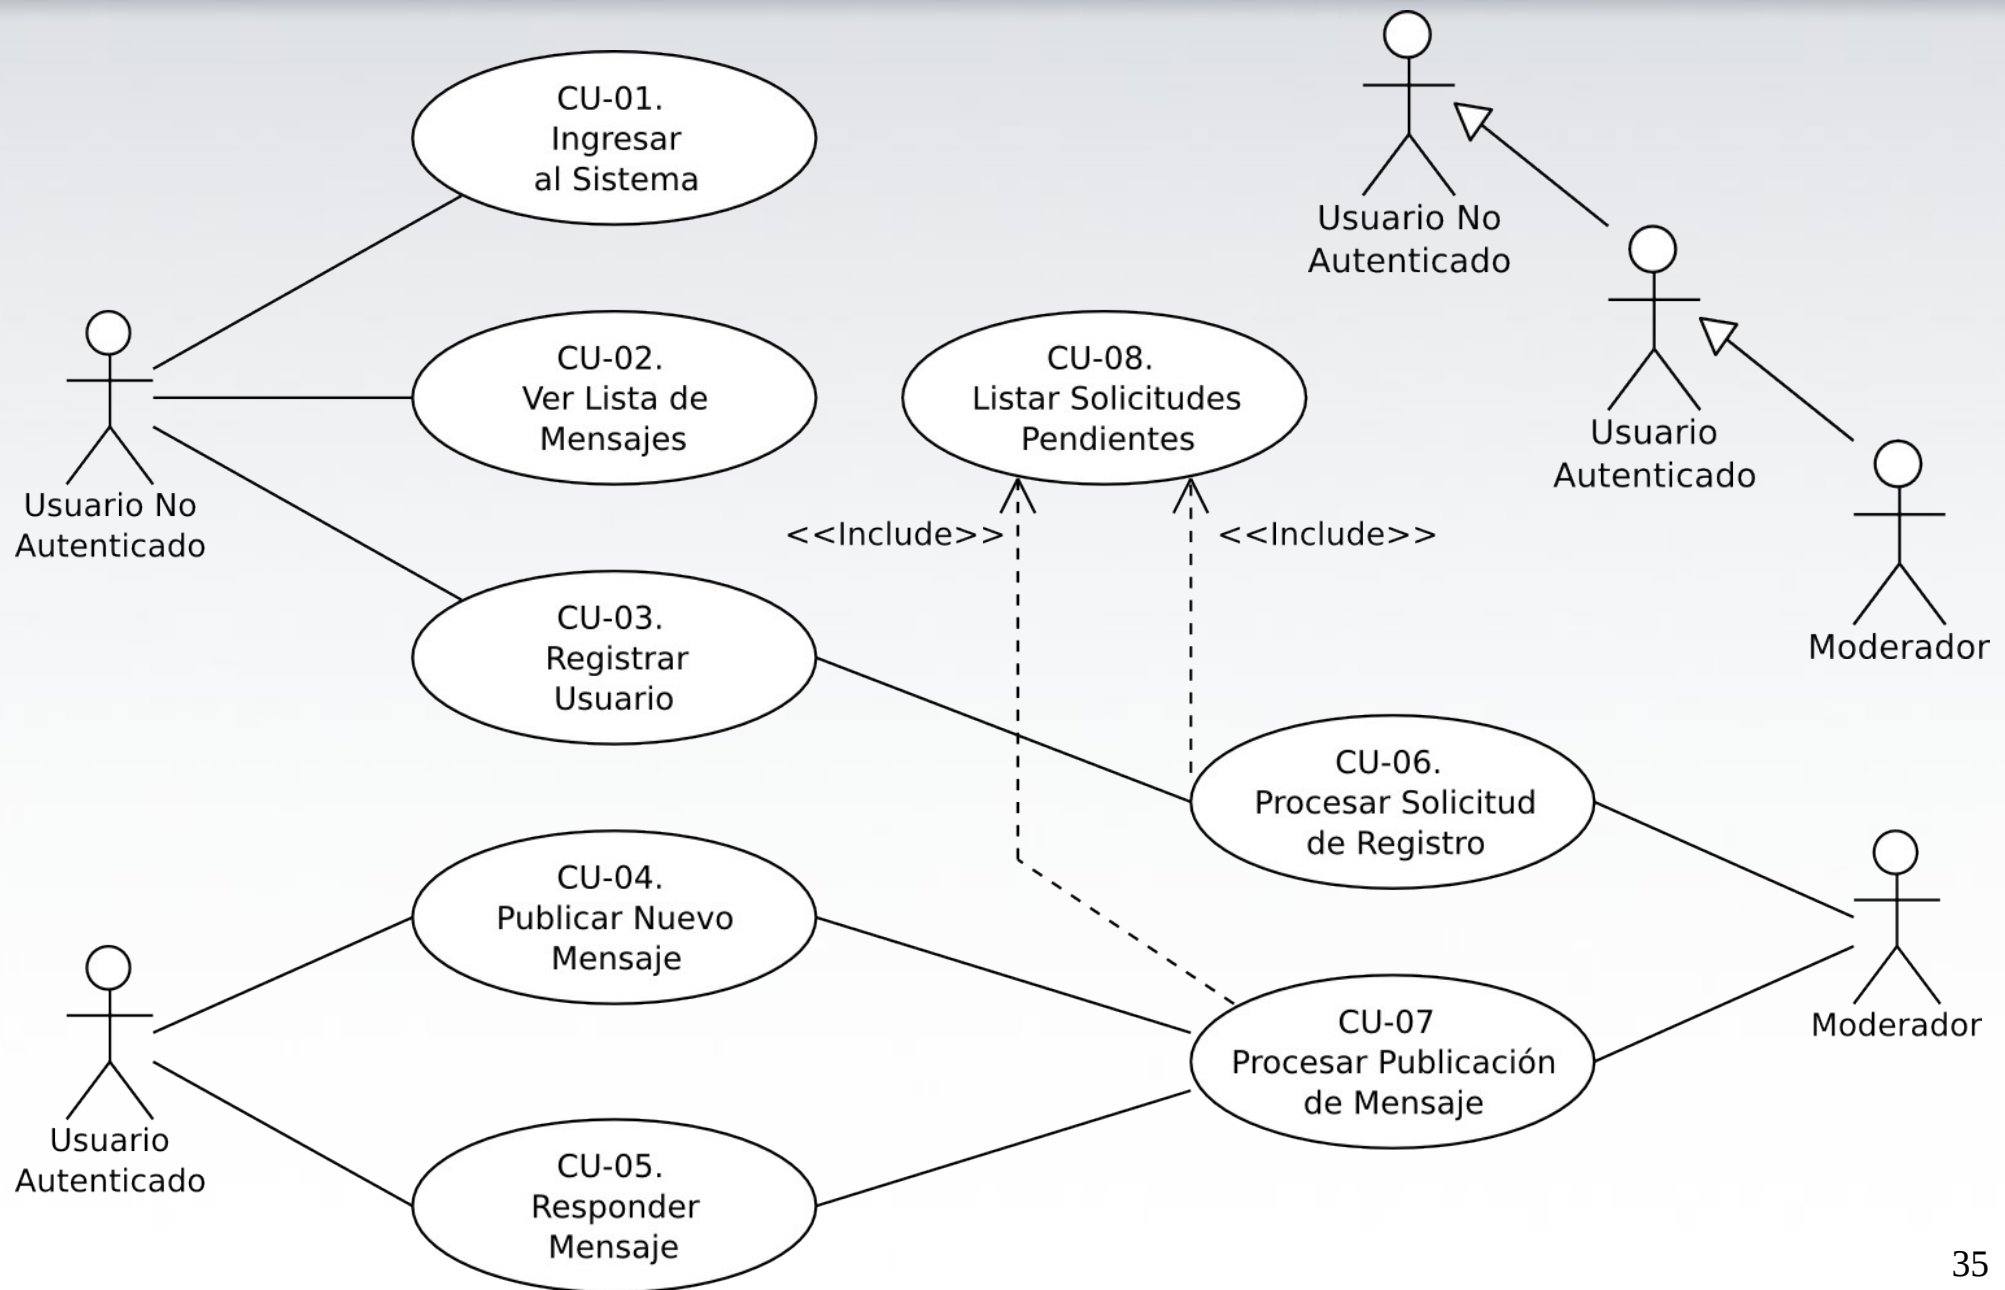 CU-01.
Ingresar
al Sistema
Usuario No
Autenticado
CU-02.
Ver Lista de
Mensajes
CU-08.
Listar Solicitudes
Pendientes
Usuario
Autenticado
Usuario No
Autenticado
<<Include>>
<<Include>>
Moderador
CU-03.
Registrar
Usuario
CU-06.
Procesar Solicitud
de Registro
CU-04.
Publicar Nuevo
Mensaje
CU-07
Procesar Publicación
de Mensaje
Moderador
Usuario
Autenticado
CU-05.
Responder
Mensaje
35